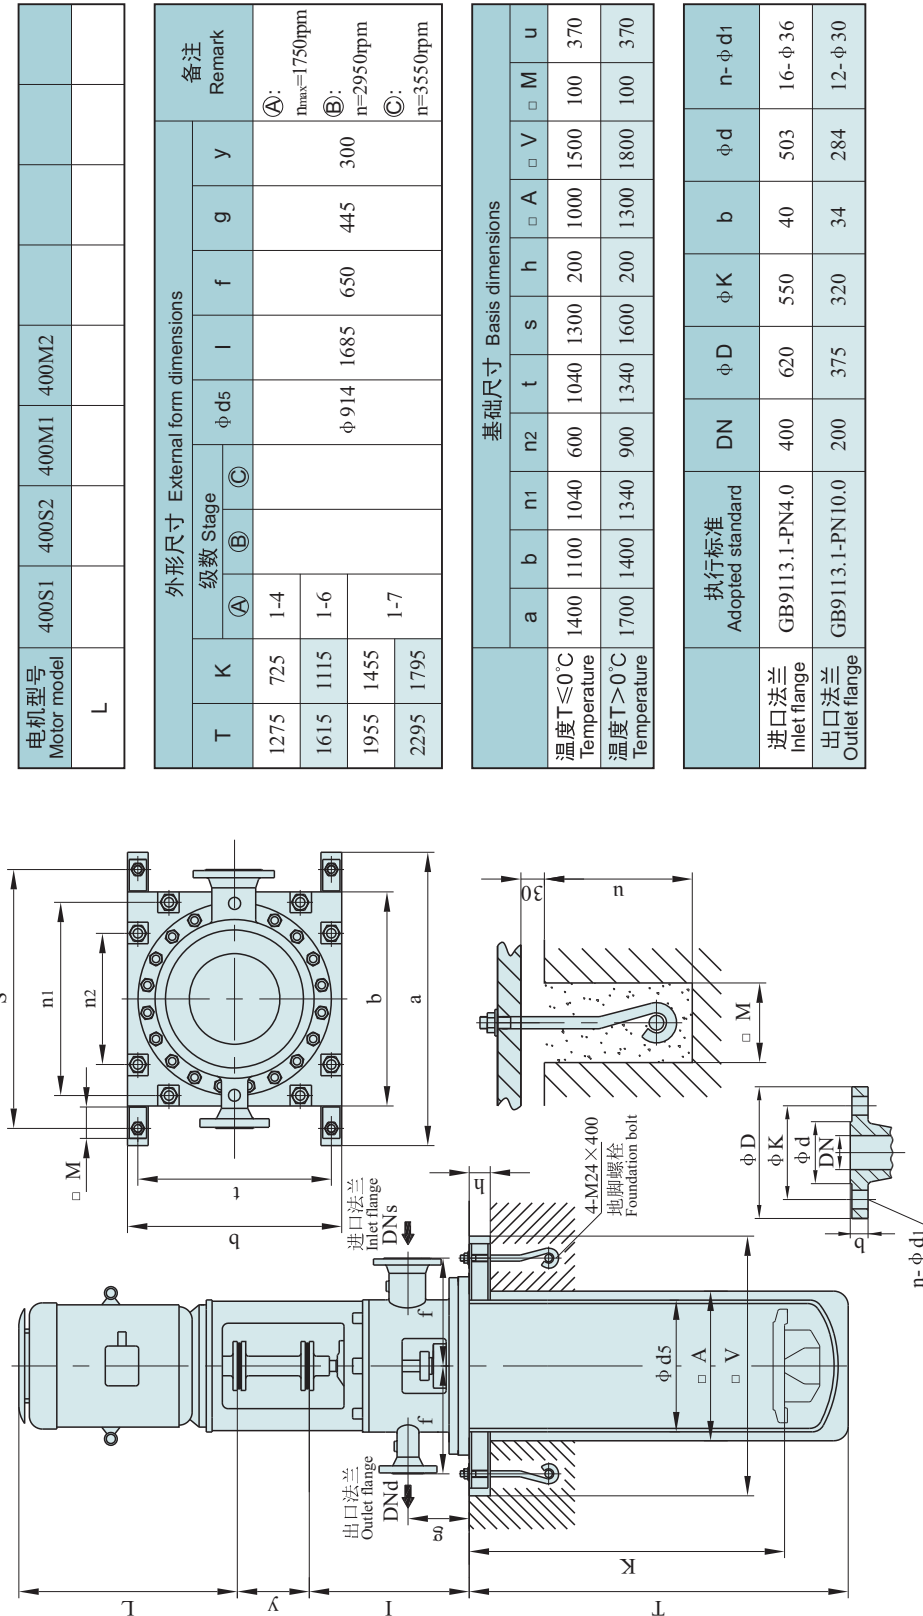 电机型号
Motor model
400S1
400S2
400M1
400M2
L
外形尺寸 External form dimensions
备注
Remark
T
K
级数 Stage
Ⓐ
Ⓑ
Ⓒ
φd5
l
f
g
y
1275 725 1-4
1615 1115 1-6
1955 1455 1-7
2295 1795
φ914 1685 650 445 300
Ⓐ:
nmax=1750rpm
Ⓑ:
n=2950rpm
Ⓒ:
n=3550rpm
基础尺寸 Basis dimensions
a b n1 n2 t s h □ A □ V □ M u
温度T≤0°C
Temperature
1400 1100 1040 600 1040 1300 200 1000 1500 100 370
温度T>0°C
Temperature
1700 1400 1340 900 1340 1600 200 1300 1800 100 370
执行标准
Adopted standard
DN φD φK b φd n-φd1
进口法兰
Inlet flange
GB9113.1-PN4.0 400 620 550 40 503 16-φ36
出口法兰
Outlet flange
GB9113.1-PN10.0 200 375 320 34 284 12-φ30
s
n1
n2
b
a
□ M
t
b
30
u
□ M
4-M24×400
地脚螺栓
Foundation bolt
φD
φK
φd
DN
b
n-φd1
进口法兰
Inlet flange
DNs
出口法兰
Outlet flange
DNd
f
f
g
h
φd5
□ A
□ V
L
y
I
K
T